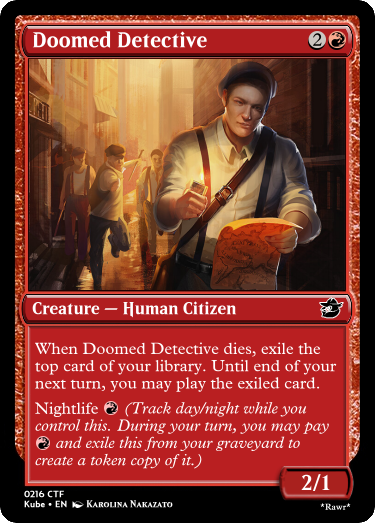 Doomed Detective 2
Creature — Human Citizen
When Doomed Detective dies, exile the
top card of your library. Until end of your
next turn, you may play the exiled card.
Nightlife (Track day/night while you
control this. During your turn, you may pay
and exile this from your graveyard to
create a token copy of it.)
2/1
0216 CTF
Kube • EN Karolina Nakazato
*Rawr*